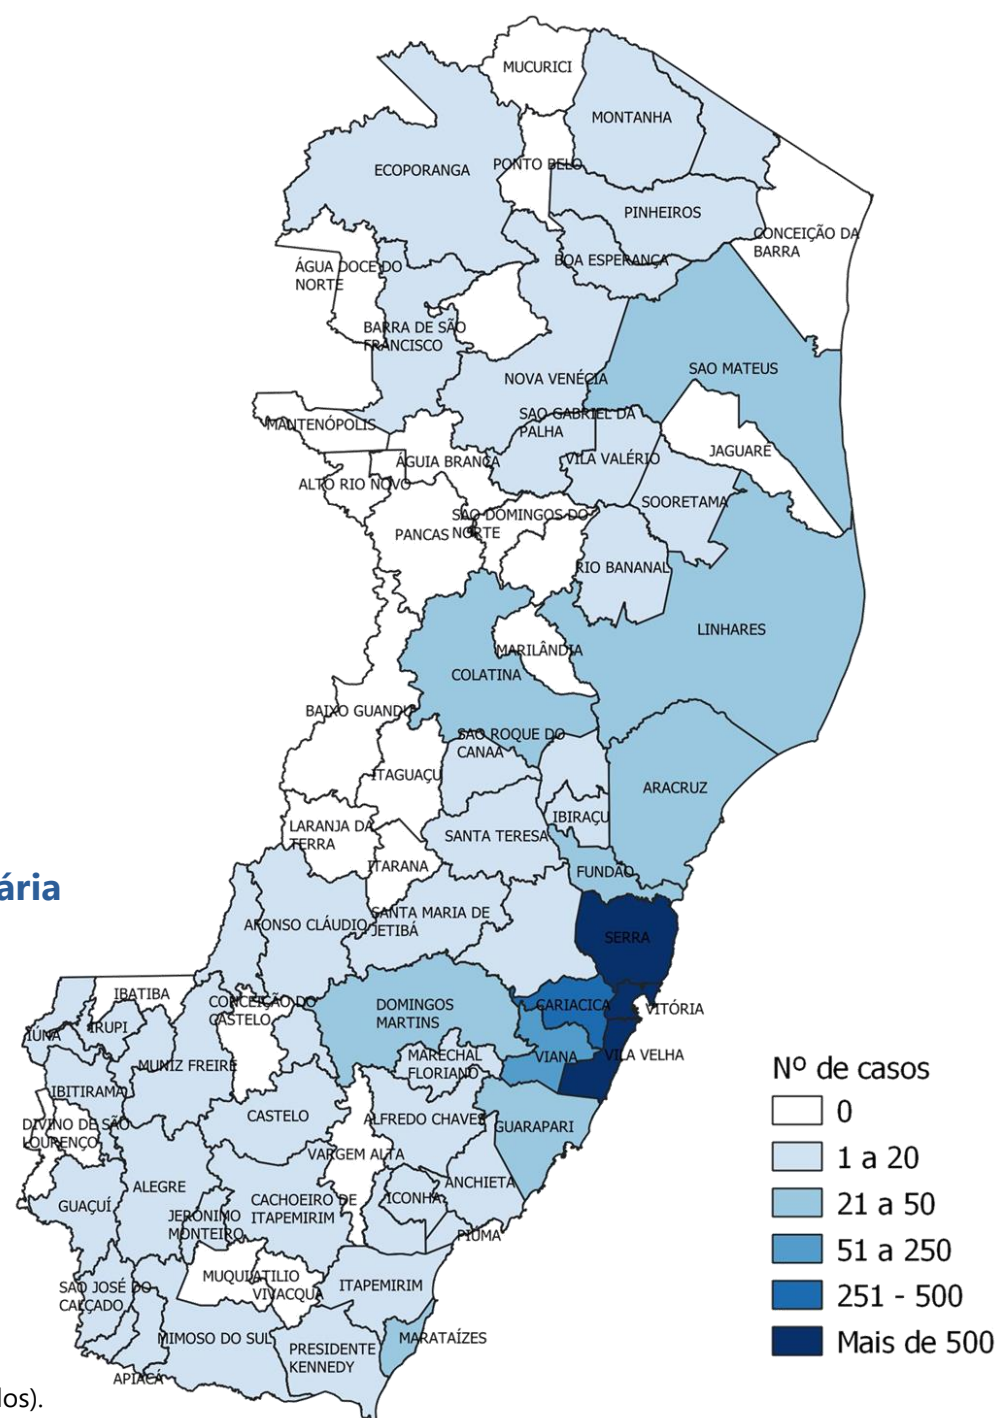 MUCURICI
MONTANHA
PONTO BELO
ECOPORANGA
PINHEIROS
CONCEIÇÃO DA
BARRA
BOA ESPERANÇA
ÁGUA DOCE DO
NORTE
BARRA DE SÃO
FRANCISCO
SAO MATEUS
NOVA VENÉCIA
SAO GABRIEL DA
PALHA
MANTENÓPOLIS
JAGUARÉ
ÁGUIA BRANCA
VILA VALÉRIO
ALTO RIO NOVO
SOORETAMA
SAO DOMINGOS DO
NORTE
PANCAS
RIO BANANAL
LINHARES
MARILÂNDIA
COLATINA
BAIXO GUANDU
SAO ROQUE DO
CANAA
ITAGUAÇU
ARACRUZ
IBIRAÇU
LARANJA DA
TERRA
SANTA TERESA
ITARANA
FUNDÃO
ária
AFONSO CLÁUDIO
SANTA MARIA DE
JETIBÁ
SERRA
IBATIBA
CONCEIÇÃO DO
CASTELO
DOMINGOS
MARTINS
CARIACICA
VITÓRIA
IÚNA
IRUPI
MUNIZ FREIRE
MARECHAL
FLORIANO
VIANA
VILA VELHA
IBITIRAMA
CASTELO
ALFREDO CHAVES
GUARAPARI
DIVINO DE SÃO
LOURENÇO
VARGEM ALTA
ALEGRE
ANCHIETA
GUAÇUÍ
CACHOEIRO DE
ITAPEMIRIM
ICONHA
JERÔNIMO
MONTEIRO
PIÚMA
MUQUI
ATILIO
VIVACQUA
ITAPEMIRIM
SAO JOSÉ DO
CALÇADO
MIMOSO DO SUL
PRESIDENTE
KENNEDY
MARATAÍZES
APIACÁ
Nº de casos
0
1 a 20
21 a 50
51 a 250
251 - 500
Mais de 500
los).